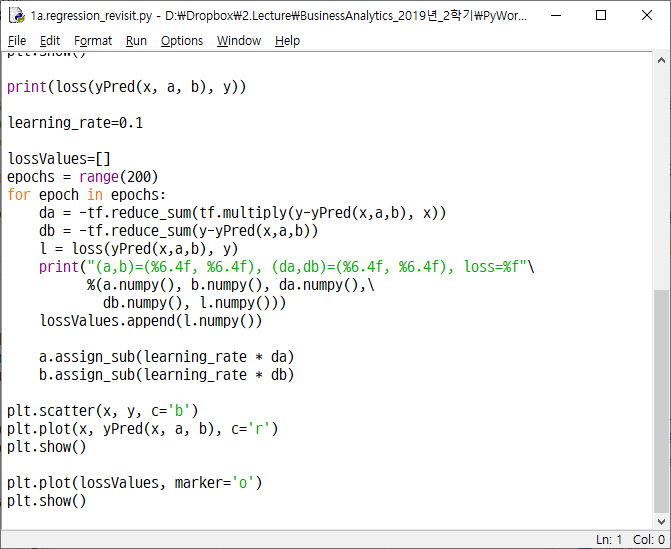 1a.regression_revisit.py - D:₩Dropbox₩2.Lecture₩BusinessAnalytics_2019년_2학기₩PyWor...
File Edit Format Run Options Window Help
plt.show()
print(loss(yPred(x, a, b), y))
learning_rate=0.1
lossValues=[]
epochs = range(200)
for epoch in epochs:
    da = -tf.reduce_sum(tf.multiply(y-yPred(x,a,b), x))
    db = -tf.reduce_sum(y-yPred(x,a,b))
    l = loss(yPred(x,a,b), y)
    print("(a,b)=(%6.4f, %6.4f), (da,db)=(%6.4f, %6.4f), loss=%f"\
          %(a.numpy(), b.numpy(), da.numpy(),\
            db.numpy(), l.numpy()))
    lossValues.append(l.numpy())
    a.assign_sub(learning_rate * da)
    b.assign_sub(learning_rate * db)
plt.scatter(x, y, c='b')
plt.plot(x, yPred(x, a, b), c='r')
plt.show()
plt.plot(lossValues, marker='o')
plt.show()
Ln: 1 Col: 0